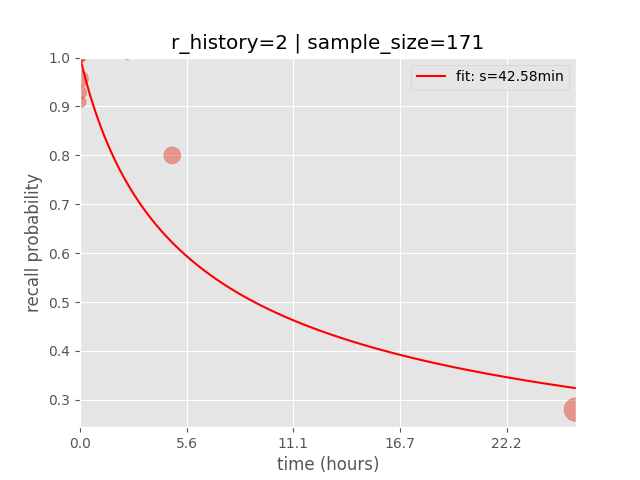 r_history=2 | sample_size=171
fit: s=42.58min
recall probability
1.0
0.9
0.8
0.7
0.6
0.5
0.4
0.3
0.0 5.6 11.1 16.7 22.2
time (hours)